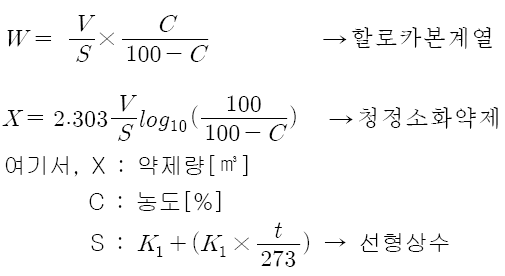 W = V/S × C/(100 − C) → 할로카본계열
X = 2.303 V/S log₁₀(100/(100 − C)) → 청정소화약제
여기서, X : 약제량[㎥]
C : 농도[%]
S : K₁ + (K₁ × t/273) → 선형상수